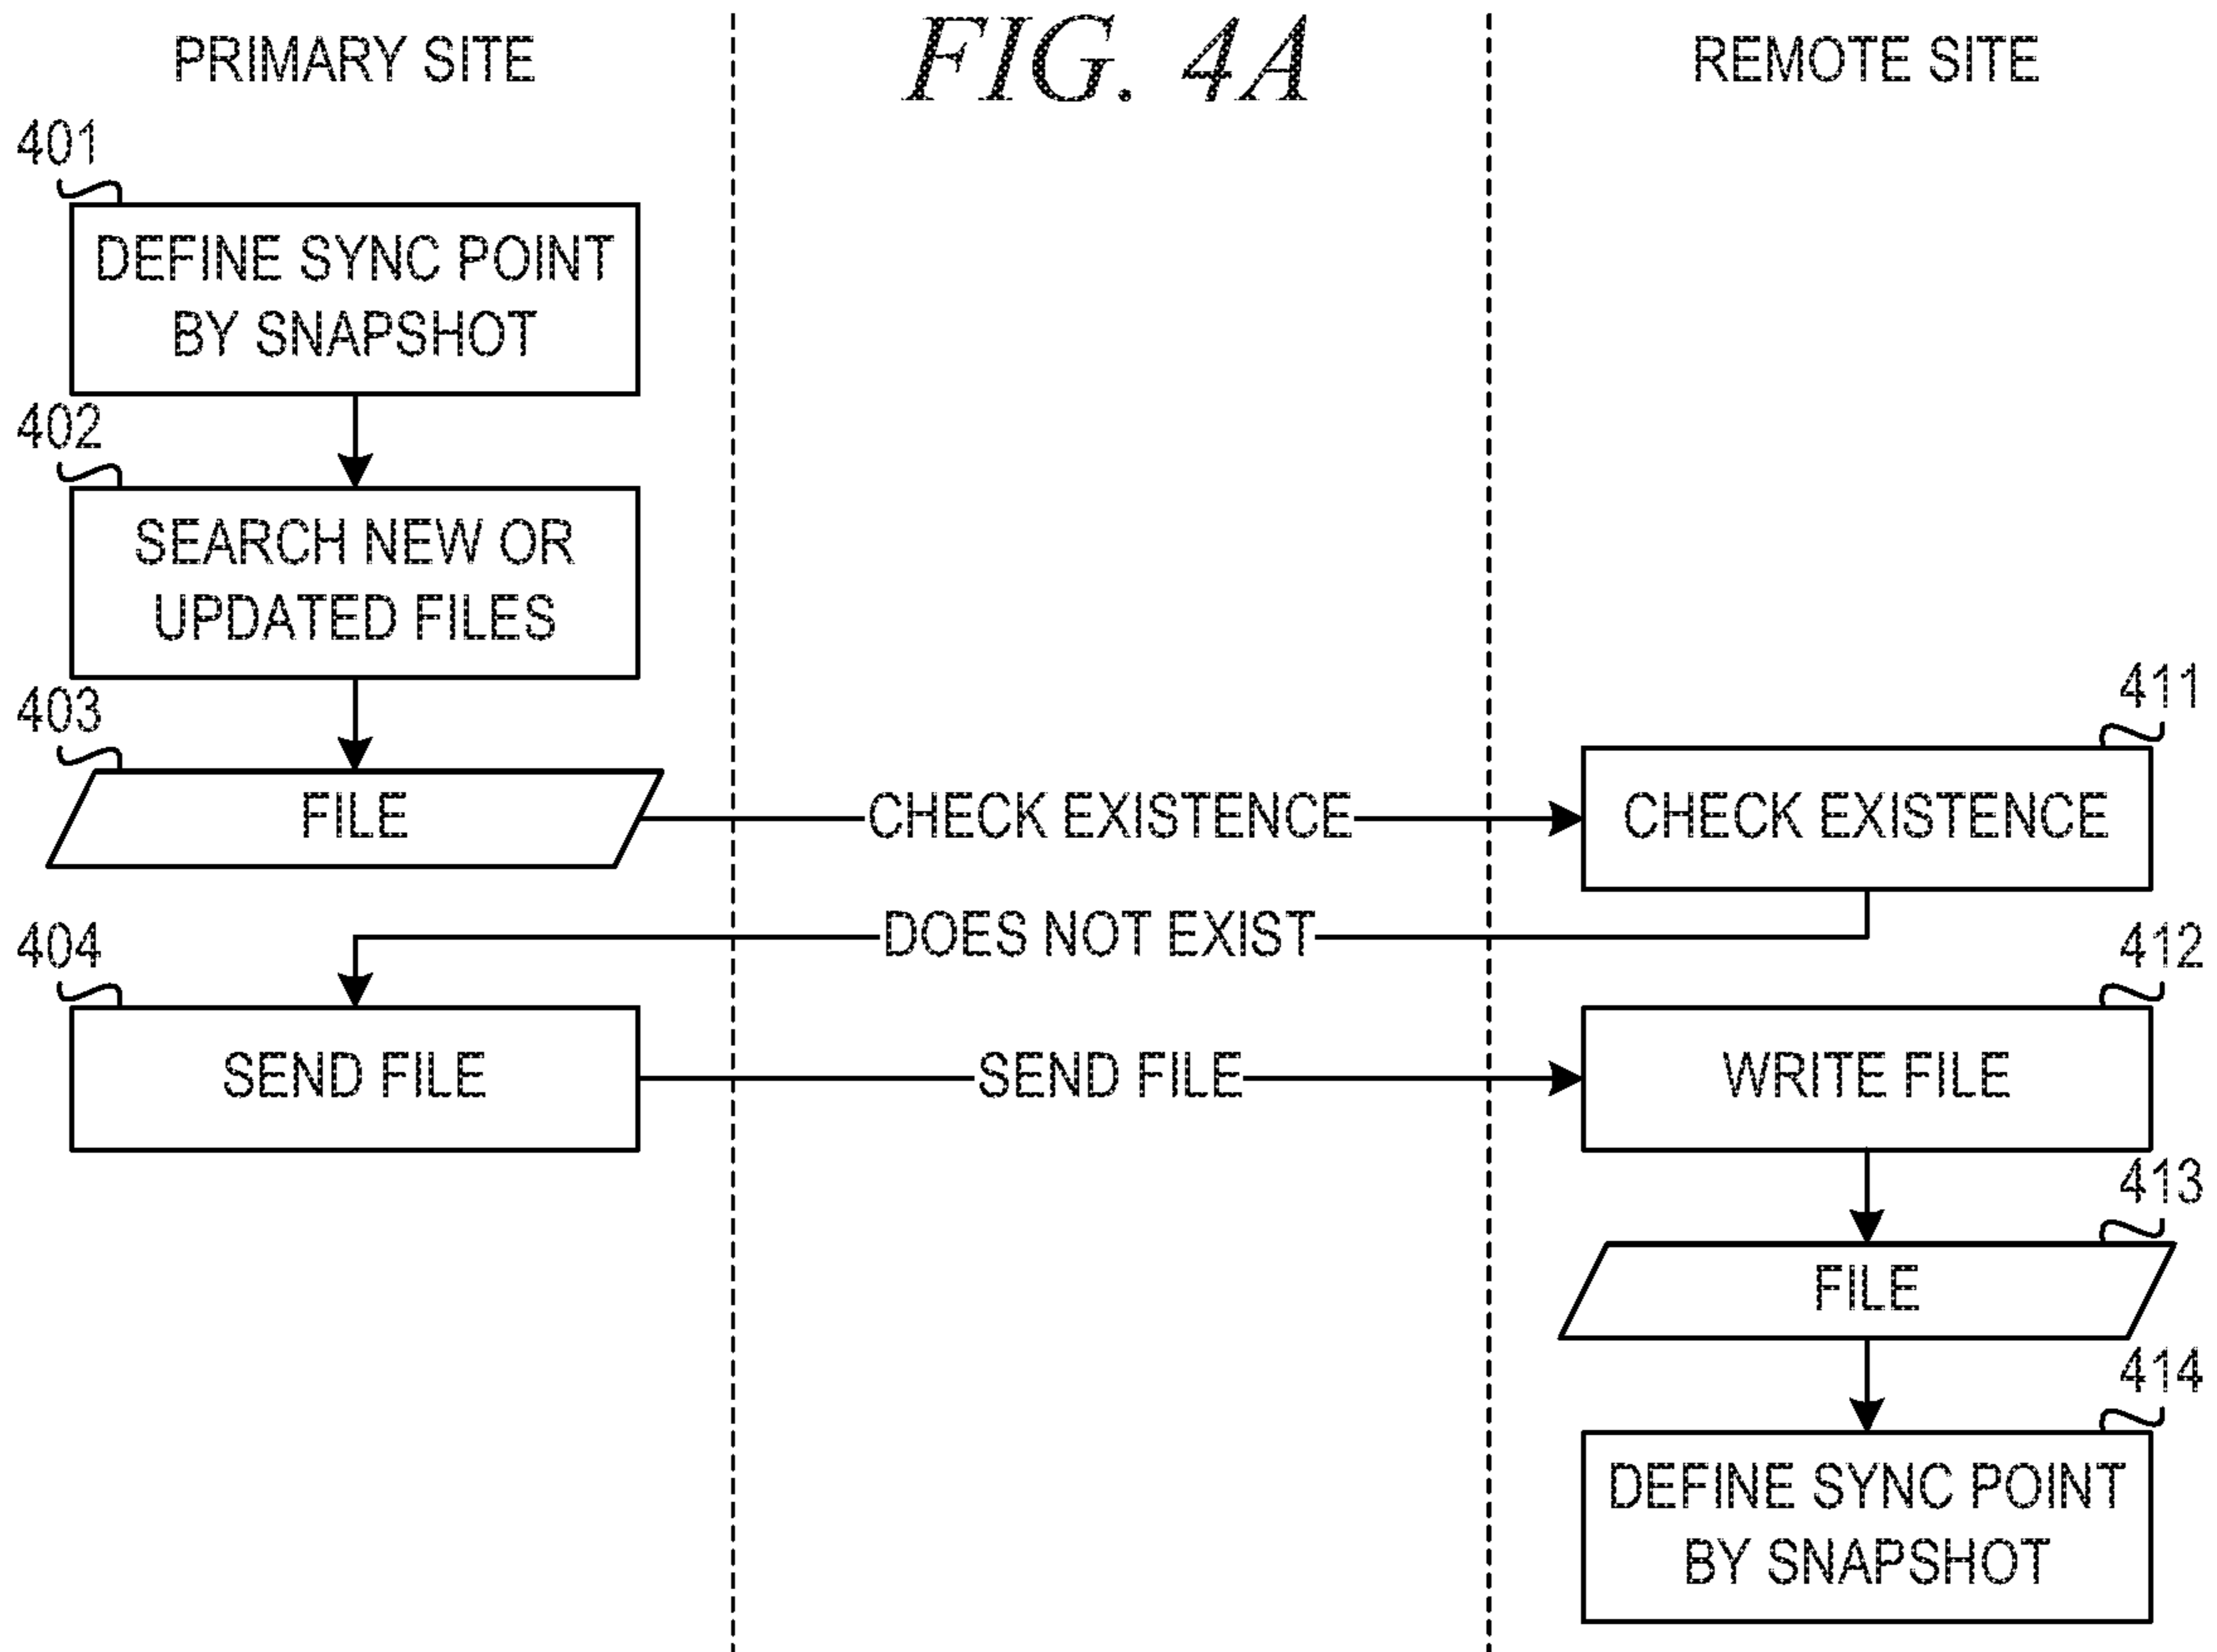 PRIMARY SITE
FIG. 4A
REMOTE SITE
401
DEFINE SYNC POINT
BY SNAPSHOT
402
SEARCH NEW OR
UPDATED FILES
403
FILE
CHECK EXISTENCE
411
CHECK EXISTENCE
DOES NOT EXIST
404
SEND FILE
SEND FILE
412
WRITE FILE
413
FILE
414
DEFINE SYNC POINT
BY SNAPSHOT